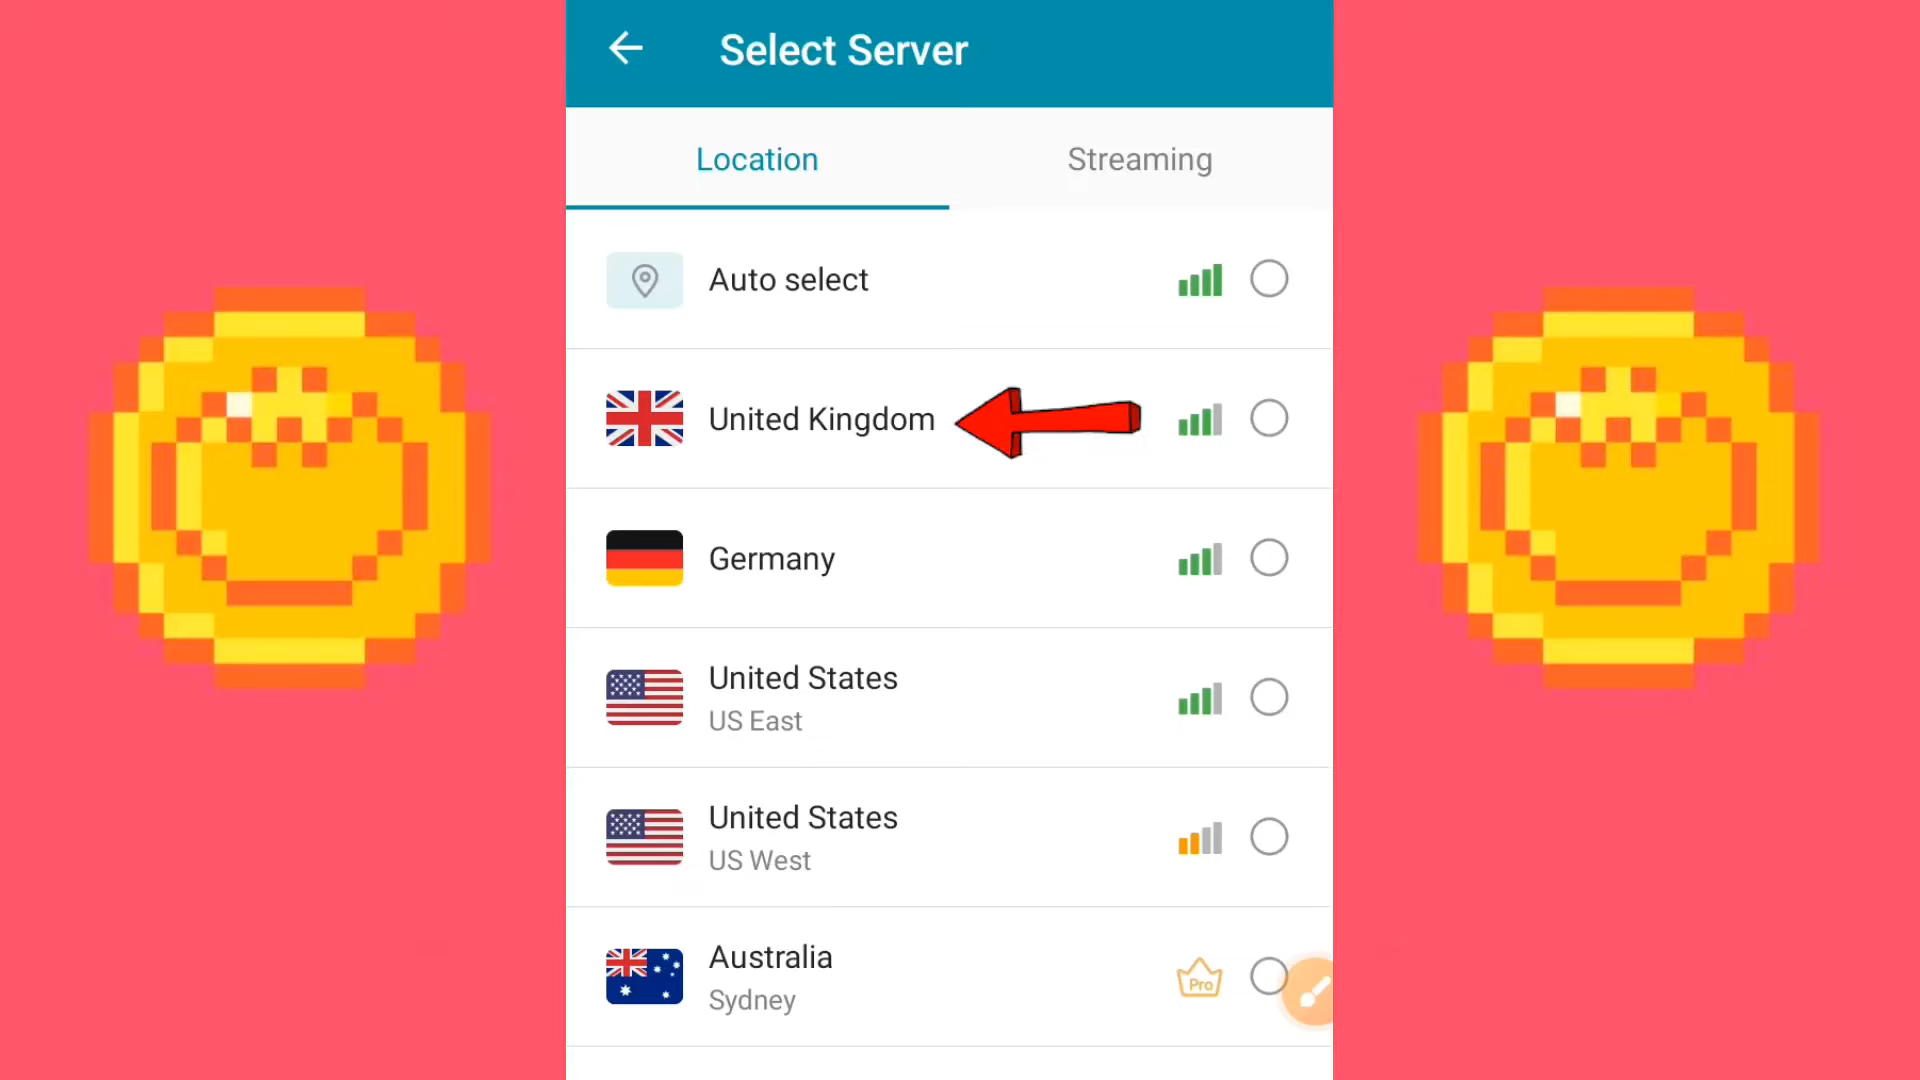 Select Server
Location
Streaming
Auto select
United Kingdom
Germany
United States
US East
United States
US West
Australia
Pro
Sydney